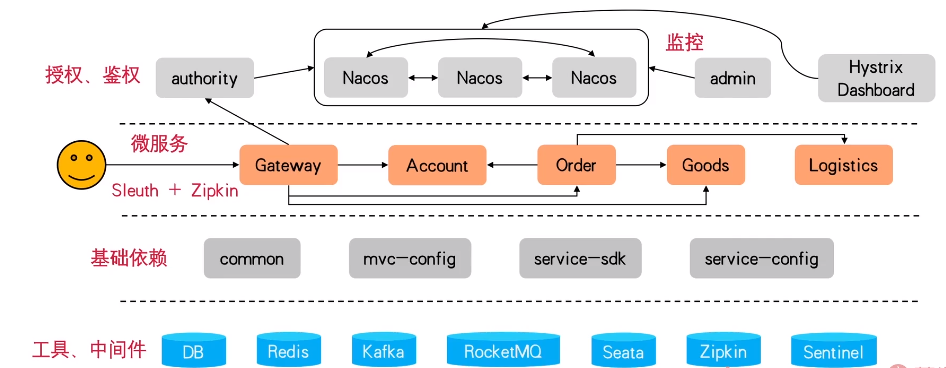 监控
授权、鉴权
authority
Nacos
Nacos
Nacos
admin
Hystrix
Dashboard
微服务
Gateway
Account
Order
Goods
Logistics
Sleuth + Zipkin
基础依赖
common
mvc-config
service-sdk
service-config
工具、中间件
DB
Redis
Kafka
RocketMQ
Seata
Zipkin
Sentinel